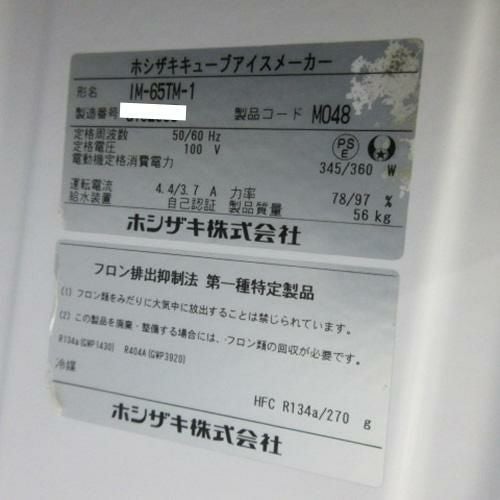 ホシザキキューブアイスメーカー
形名 IM-65TM-1
製造番号 製品コード M048
定格周波数 50/60 Hz
定格電圧 100 V
電動機定格消費電力 345/360 W
PSE
運転電流 4.4/3.7 A 力率 78/97 %
給水装置 自己認証 製品質量 56 kg
ホシザキ株式会社
フロン排出抑制法 第一種特定製品
(1) フロン類をみだりに大気中に放出することは禁じられています。
(2) この製品を廃棄・整備する場合には、フロン類の回収が必要です。
R134a(GWP1430) R404A(GWP3920)
冷媒 HFC R134a/270 g
ホシザキ株式会社